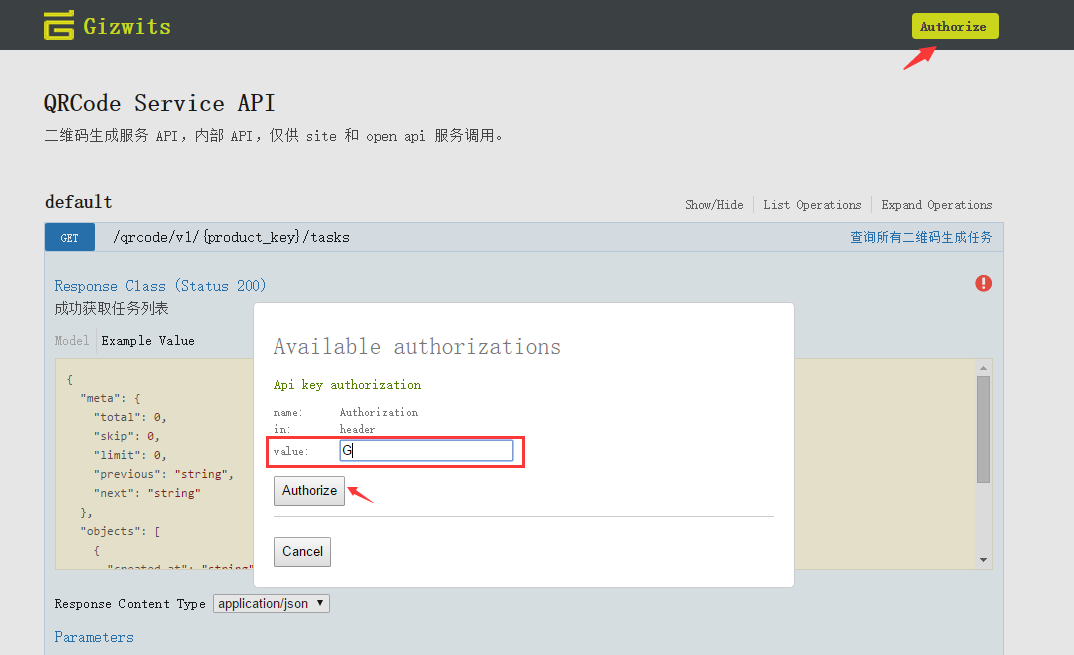 Gizwits
Authorize
QRCode Service API
二维码生成服务 API，内部 API，仅供 site 和 open api 服务调用。
default
Show/Hide
List Operations
Expand Operations
GET
/qrcode/v1/{product_key}/tasks
查询所有二维码生成任务
Response Class (Status 200)
成功获取任务列表
Model
Example Value
{
"meta": {
"total": 0,
"skip": 0,
"limit": 0,
"previous": "string",
"next": "string"
},
"objects": [
{
"created_at": "string"
Available authorizations
Api key authorization
name: Authorization
in: header
value: G
Authorize
Cancel
Response Content Type application/json
Parameters